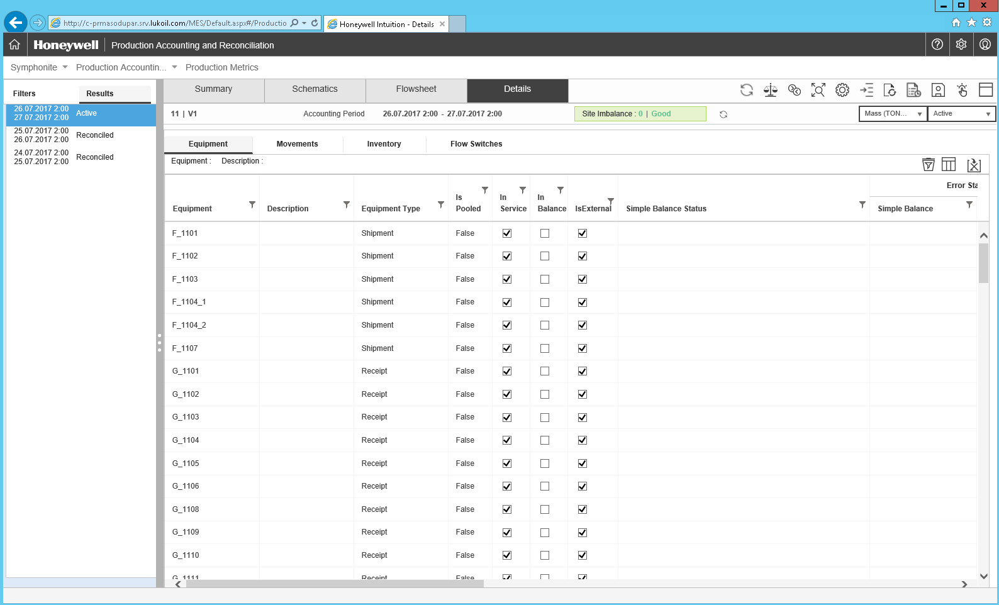 http://c-prmasodupar.srv.lukoil.com/MES/Default.aspx#/Productio
Honeywell Intuition - Details
Honeywell
Production Accounting and Reconciliation
Symphonite
Production Accountin...
Production Metrics
Filters
Results
Summary
Schematics
Flowsheet
Details
26.07.2017 2:00
27.07.2017 2:00
Active
25.07.2017 2:00
26.07.2017 2:00
Reconciled
24.07.2017 2:00
25.07.2017 2:00
Reconciled
11 | V1
Accounting Period
26.07.2017 2:00 - 27.07.2017 2:00
Site Imbalance : 0 | Good
Mass (TON...
Active
Equipment
Movements
Inventory
Flow Switches
Equipment :
Description :
Error Sta
Equipment
Description
Equipment Type
Is Pooled
In Service
In Balance
IsExternal
Simple Balance Status
Simple Balance
F_1101 Shipment False
F_1102 Shipment False
F_1103 Shipment False
F_1104_1 Shipment False
F_1104_2 Shipment False
F_1107 Shipment False
G_1101 Receipt False
G_1102 Receipt False
G_1103 Receipt False
G_1104 Receipt False
G_1105 Receipt False
G_1106 Receipt False
G_1108 Receipt False
G_1109 Receipt False
G_1110 Receipt False
G_1111 Receipt False